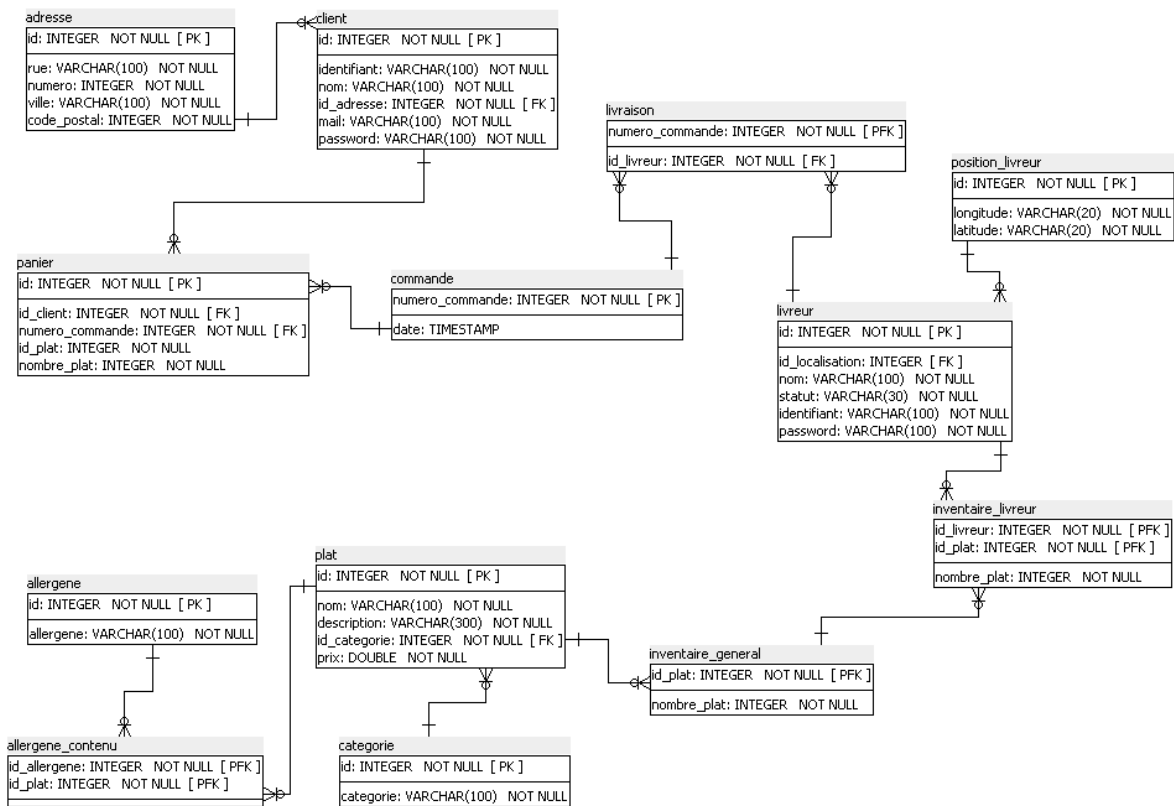 adresse
id: INTEGER NOT NULL [ PK ]
rue: VARCHAR(100) NOT NULL
numero: INTEGER NOT NULL
ville: VARCHAR(100) NOT NULL
code_postal: INTEGER NOT NULL
client
id: INTEGER NOT NULL [ PK ]
identifiant: VARCHAR(100) NOT NULL
nom: VARCHAR(100) NOT NULL
id_adresse: INTEGER NOT NULL [ FK ]
mail: VARCHAR(100) NOT NULL
password: VARCHAR(100) NOT NULL
livraison
numero_commande: INTEGER NOT NULL [ PFK ]
id_livreur: INTEGER NOT NULL [ FK ]
position_livreur
id: INTEGER NOT NULL [ PK ]
longitude: VARCHAR(20) NOT NULL
latitude: VARCHAR(20) NOT NULL
panier
id: INTEGER NOT NULL [ PK ]
id_client: INTEGER NOT NULL [ FK ]
numero_commande: INTEGER NOT NULL [ FK ]
id_plat: INTEGER NOT NULL
nombre_plat: INTEGER NOT NULL
commande
numero_commande: INTEGER NOT NULL [ PK ]
date: TIMESTAMP
livreur
id: INTEGER NOT NULL [ PK ]
id_localisation: INTEGER [ FK ]
nom: VARCHAR(100) NOT NULL
statut: VARCHAR(30) NOT NULL
identifiant: VARCHAR(100) NOT NULL
password: VARCHAR(100) NOT NULL
inventaire_livreur
id_livreur: INTEGER NOT NULL [ PFK ]
id_plat: INTEGER NOT NULL [ PFK ]
nombre_plat: INTEGER NOT NULL
plat
id: INTEGER NOT NULL [ PK ]
nom: VARCHAR(100) NOT NULL
description: VARCHAR(300) NOT NULL
id_categorie: INTEGER NOT NULL [ FK ]
prix: DOUBLE NOT NULL
allergene
id: INTEGER NOT NULL [ PK ]
allergene: VARCHAR(100) NOT NULL
inventaire_general
id_plat: INTEGER NOT NULL [ PFK ]
nombre_plat: INTEGER NOT NULL
allergene_contenu
id_allergene: INTEGER NOT NULL [ PFK ]
id_plat: INTEGER NOT NULL [ PFK ]
categorie
id: INTEGER NOT NULL [ PK ]
categorie: VARCHAR(100) NOT NULL